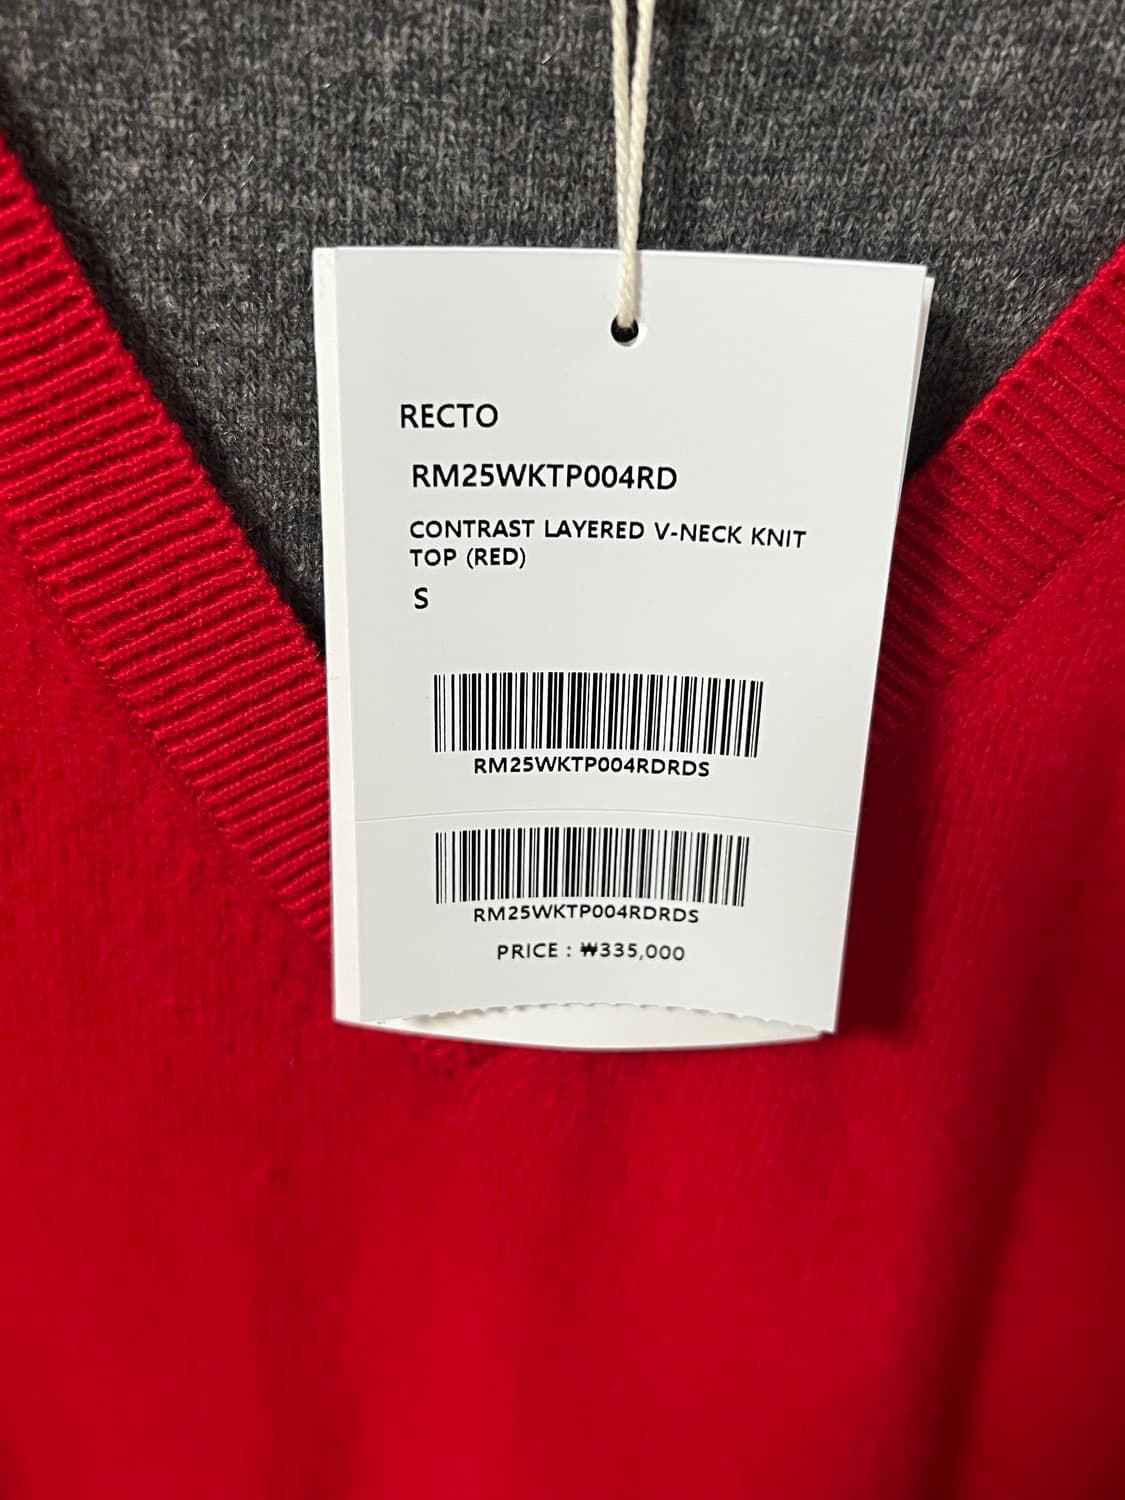 RECTO
RM25WKTP004RD
CONTRAST LAYERED V-NECK KNIT
TOP (RED)
S
RM25WKTP004RDRDS
RM25WKTP004RDRDS
PRICE : ₩335,000